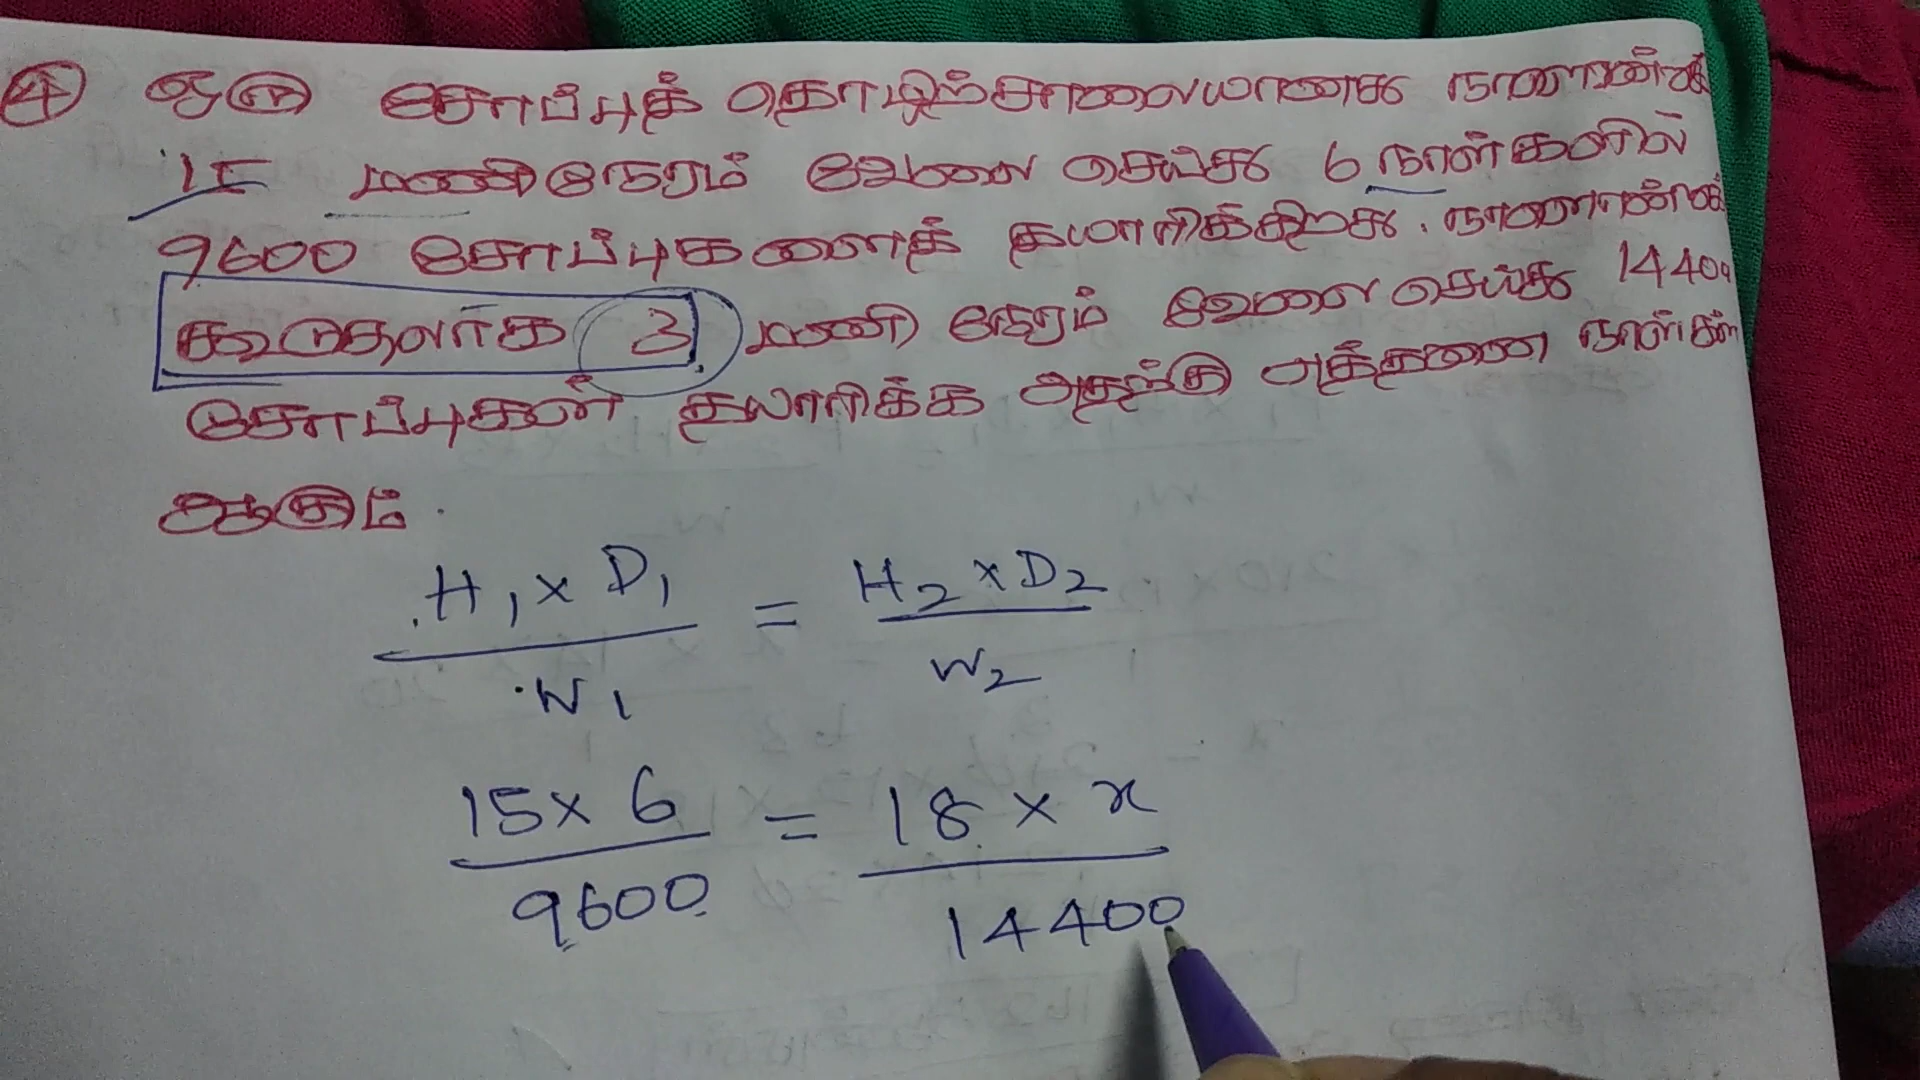 ④ ஒரு சோப்புத் தொழிற்சாலையானது நாளொன்றுக்கு
15 மணிநேரம் வேலை செய்து 6 நாள்களில்
9600 சோப்புகளைத் தயாரிக்கிறது. நாளொன்றுக்கு
கூடுதலாக 3 மணி நேரம் வேலை செய்து 14400
சோப்புகள் தயாரிக்க அதற்கு எத்தனை நாள்கள்
ஆகும்.
H₁ × D₁ / W₁ = H₂ × D₂ / W₂
15 × 6 / 9600 = 18 × x / 14400